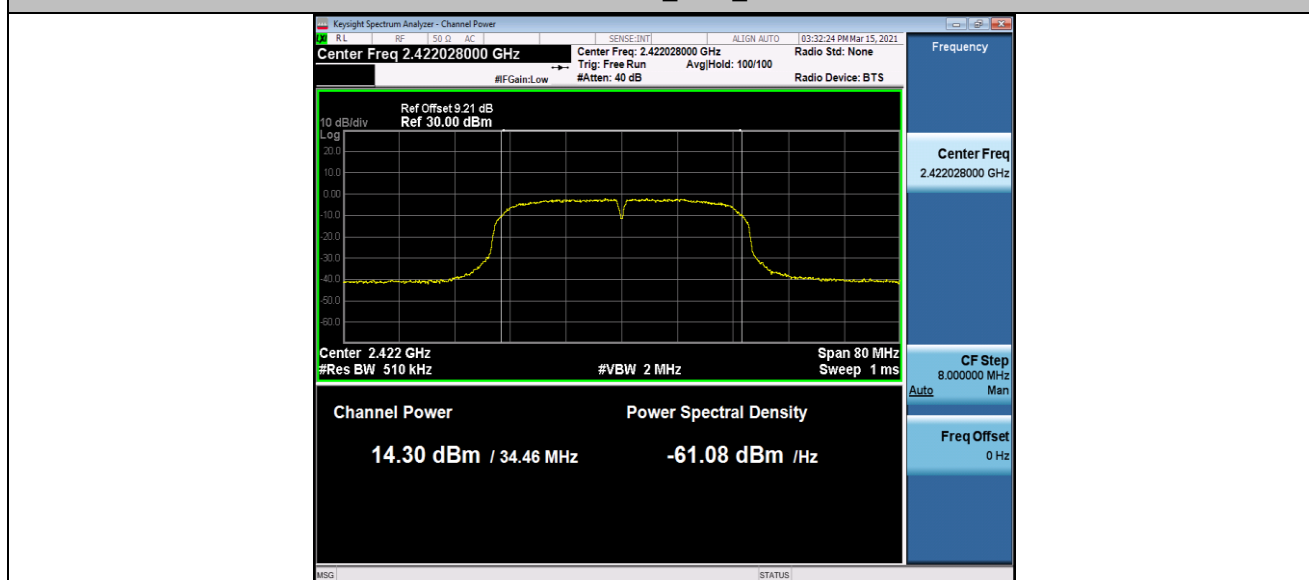 Keysight Spectrum Analyzer - Channel Power
RL RF 50 Ω AC SENSE:INT ALIGN AUTO 03:32:24 PM Mar 15, 2021
Center Freq 2.422028000 GHz
Center Freq: 2.422028000 GHz Radio Std: None
Trig: Free Run Avg|Hold: 100/100
#IFGain:Low #Atten: 40 dB Radio Device: BTS
Frequency
Ref Offset 9.21 dB
10 dB/div Ref 30.00 dBm
Log
20.0
10.0
0.00
-10.0
-20.0
-30.0
-40.0
-50.0
-60.0
Center 2.422 GHz Span 80 MHz
#Res BW 510 kHz #VBW 2 MHz Sweep 1 ms
Channel Power Power Spectral Density
14.30 dBm / 34.46 MHz -61.08 dBm /Hz
Center Freq
2.422028000 GHz
CF Step
8.000000 MHz
Auto Man
Freq Offset
0 Hz
MSG STATUS